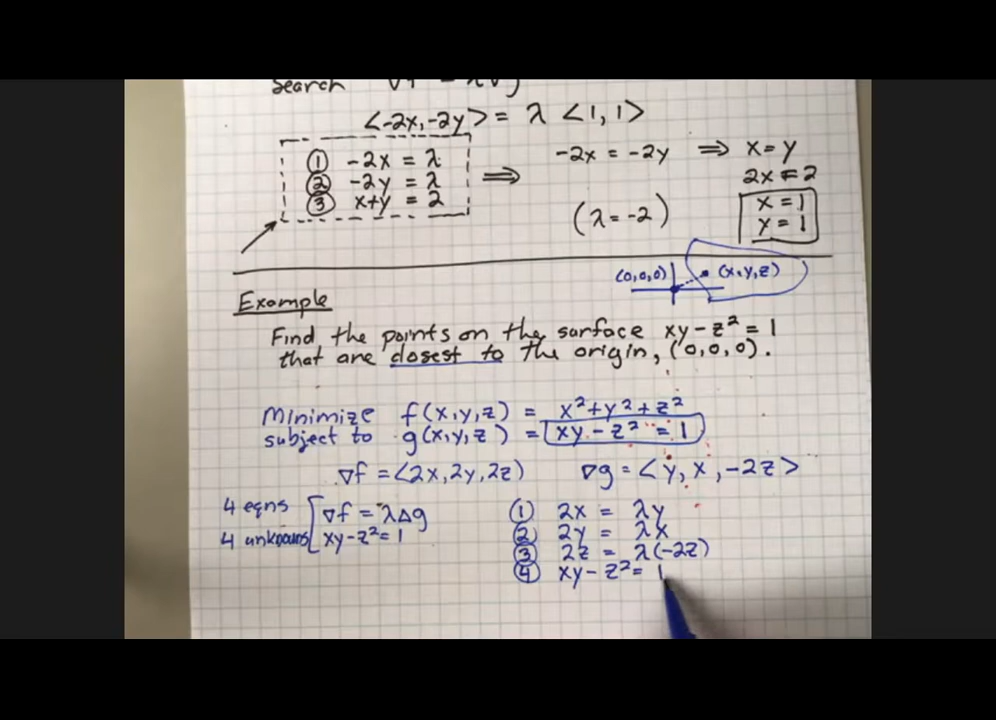 Search
<-2x, -2y> = λ <1, 1>
① -2x = λ
② -2y = λ
③ x+y = 2
⟹ -2x = -2y ⟹ x=y
2x = 2
(λ = -2)
x = 1
y = 1
(0,0,0) (x,y,z)
Example
Find the points on the surface xy - z² = 1
that are closest to the origin, (0,0,0).
Minimize f(x,y,z) = x²+y²+z²
subject to g(x,y,z) = xy - z² = 1
∇f = <2x, 2y, 2z> ∇g = <y, x, -2z>
4 eqns
4 unknowns
∇f = λ∆g
xy-z²=1
① 2x = λy
② 2y = λx
③ 2z = λ(-2z)
④ xy - z² = 1